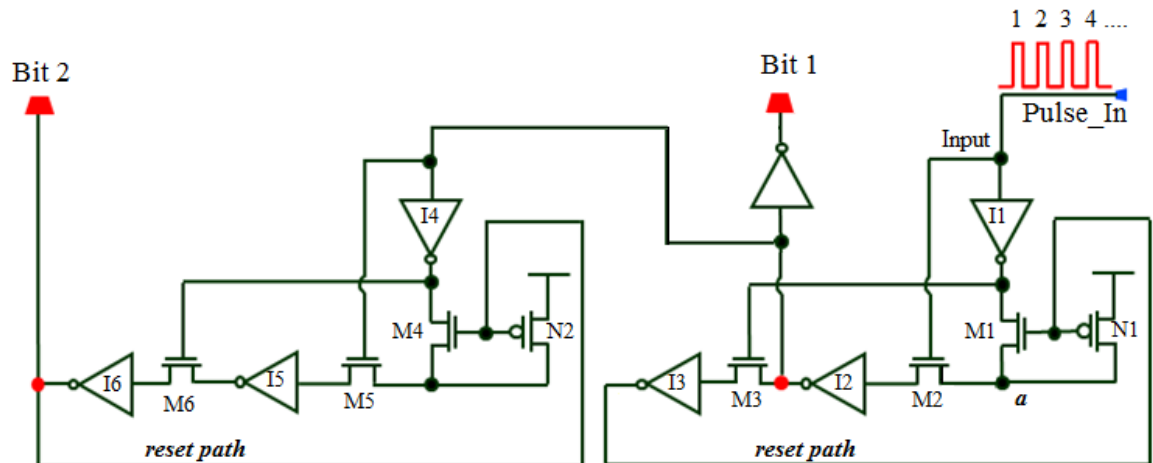 1 2 3 4 ....
Bit 2
Bit 1
Pulse_In
Input
I4
I1
M4
N2
M1
N1
I6
M6
I5
M5
I3
M3
I2
M2
a
reset path
reset path